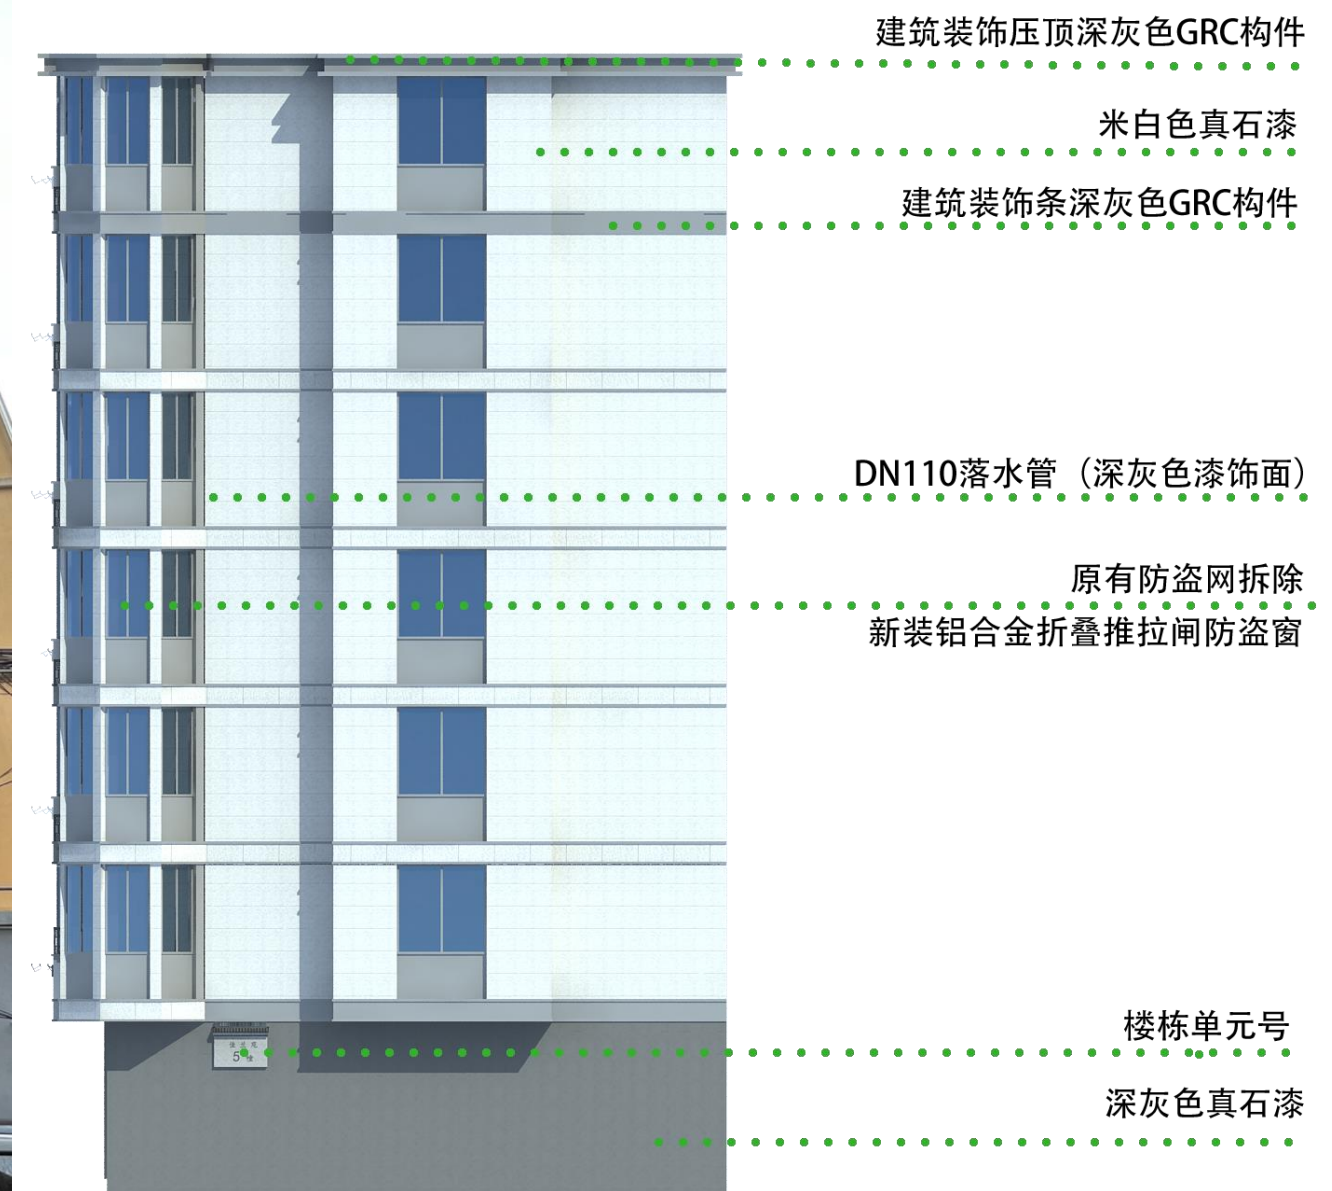 建筑装饰压顶深灰色GRC构件
米白色真石漆
建筑装饰条深灰色GRC构件
DN110落水管（深灰色漆饰面）
原有防盗网拆除
新装铝合金折叠推拉闸防盗窗
楼栋单元号
5
深灰色真石漆